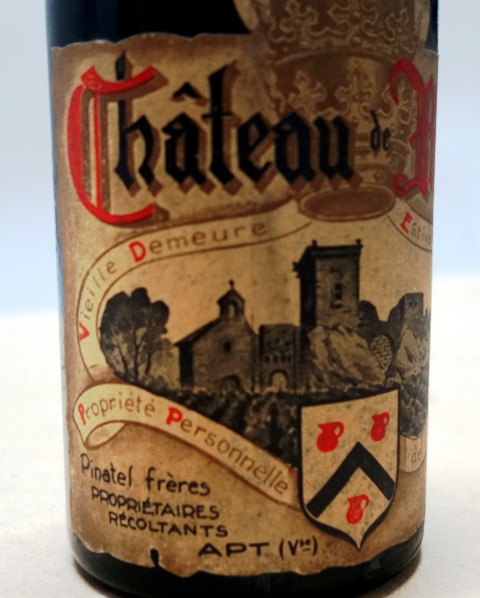 Château de
Vieille Demeure
Propriété Personnelle
Pinatel frères
PROPRIÉTAIRES
RÉCOLTANTS
APT (Vse)